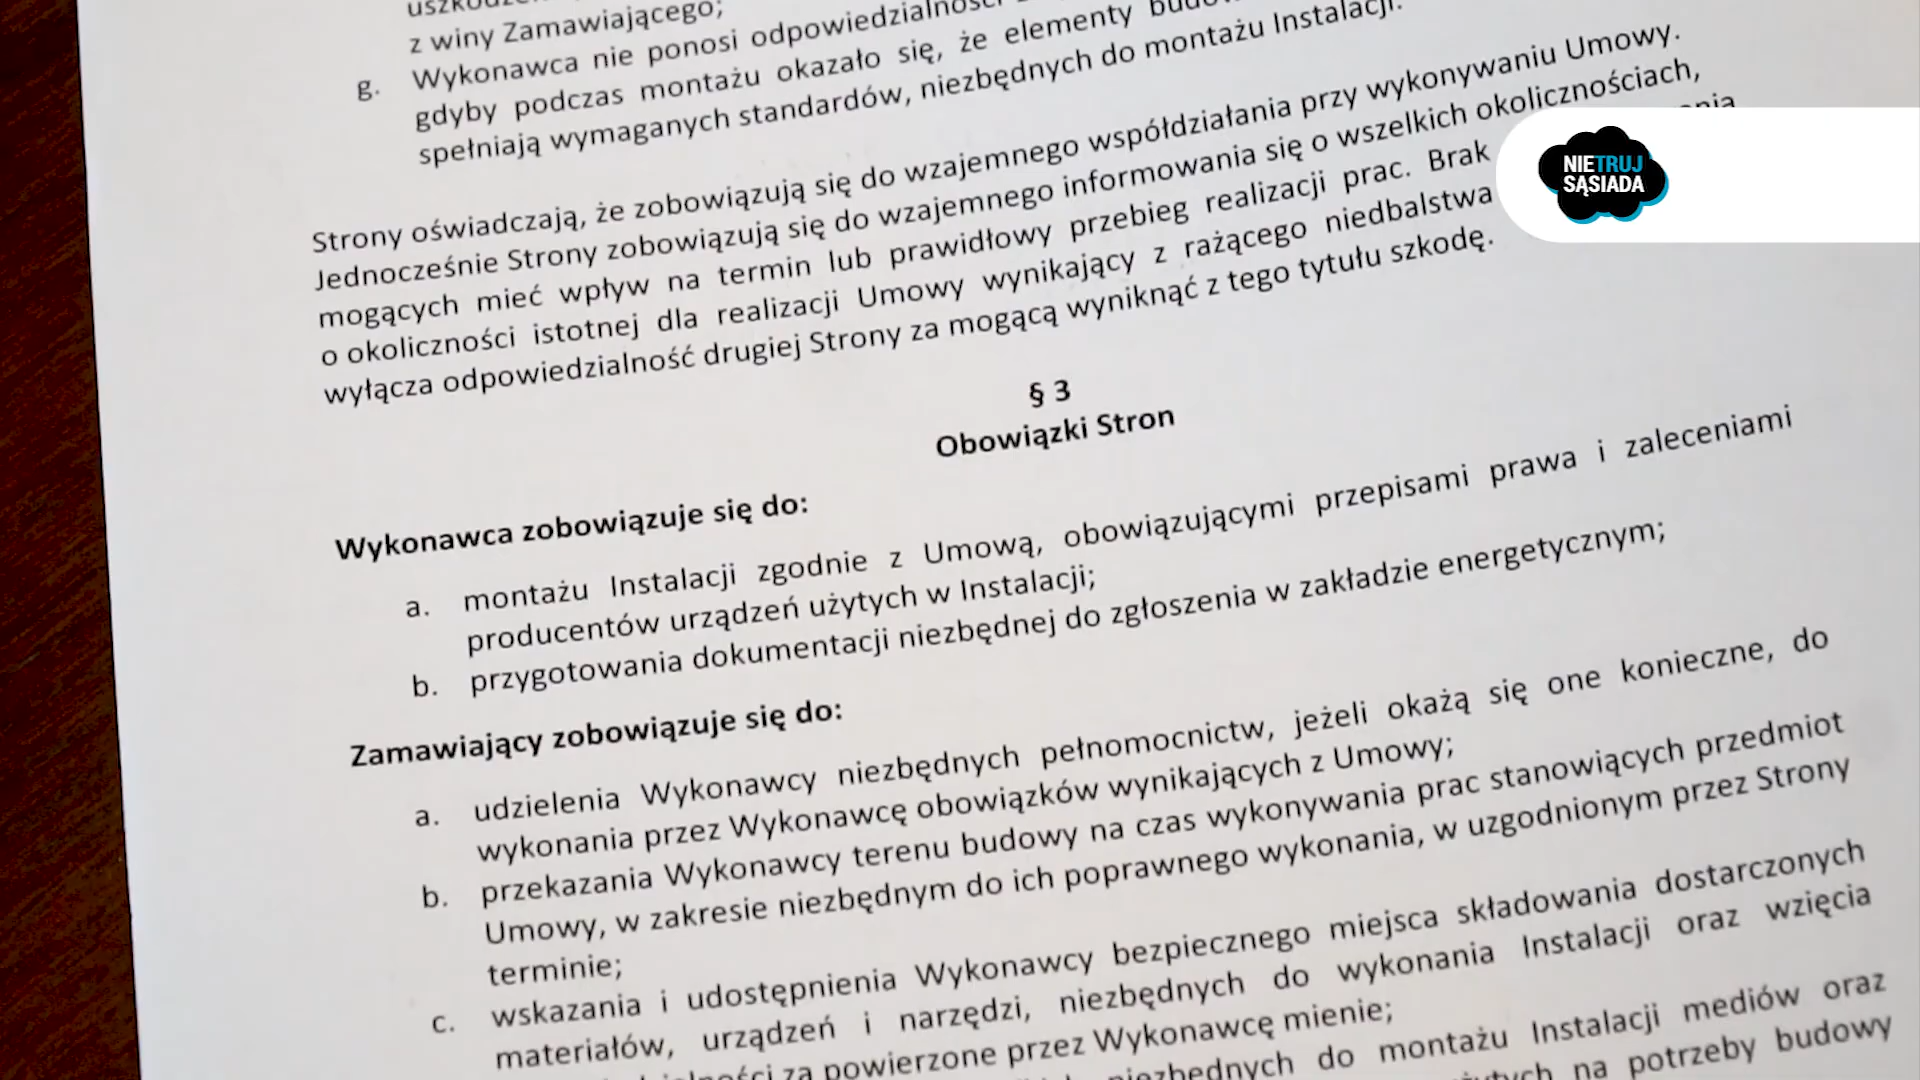 z winy Zamawiającego;
g. Wykonawca nie ponosi odpowiedzialności
gdyby podczas montażu okazało się, że elementy
spełniają wymaganych standardów, niezbędnych do montażu Instalacji.
Strony oświadczają, że zobowiązują się do wzajemnego współdziałania przy wykonywaniu Umowy.
Jednocześnie Strony zobowiązują się do wzajemnego informowania się o wszelkich okolicznościach,
mogących mieć wpływ na termin lub prawidłowy przebieg realizacji prac. Brak
o okoliczności istotnej dla realizacji Umowy wynikający z rażącego niedbalstwa
wyłącza odpowiedzialność drugiej Strony za mogącą wyniknąć z tego tytułu szkodę.
NIETRUJ
SĄSIADA
§ 3
Obowiązki Stron
Wykonawca zobowiązuje się do:
a. montażu Instalacji zgodnie z Umową, obowiązującymi przepisami prawa i zaleceniami
producentów urządzeń użytych w Instalacji;
b. przygotowania dokumentacji niezbędnej do zgłoszenia w zakładzie energetycznym;
Zamawiający zobowiązuje się do:
a. udzielenia Wykonawcy niezbędnych pełnomocnictw, jeżeli okażą się one konieczne, do
wykonania przez Wykonawcę obowiązków wynikających z Umowy;
b. przekazania Wykonawcy terenu budowy na czas wykonywania prac stanowiących przedmiot
Umowy, w zakresie niezbędnym do ich poprawnego wykonania, w uzgodnionym przez Strony
terminie;
c. wskazania i udostępnienia Wykonawcy bezpiecznego miejsca składowania dostarczonych
materiałów, urządzeń i narzędzi, niezbędnych do wykonania Instalacji oraz wzięcia
za powierzone przez Wykonawcę mienie;
niezbędnych do montażu Instalacji mediów oraz
na potrzeby budowy